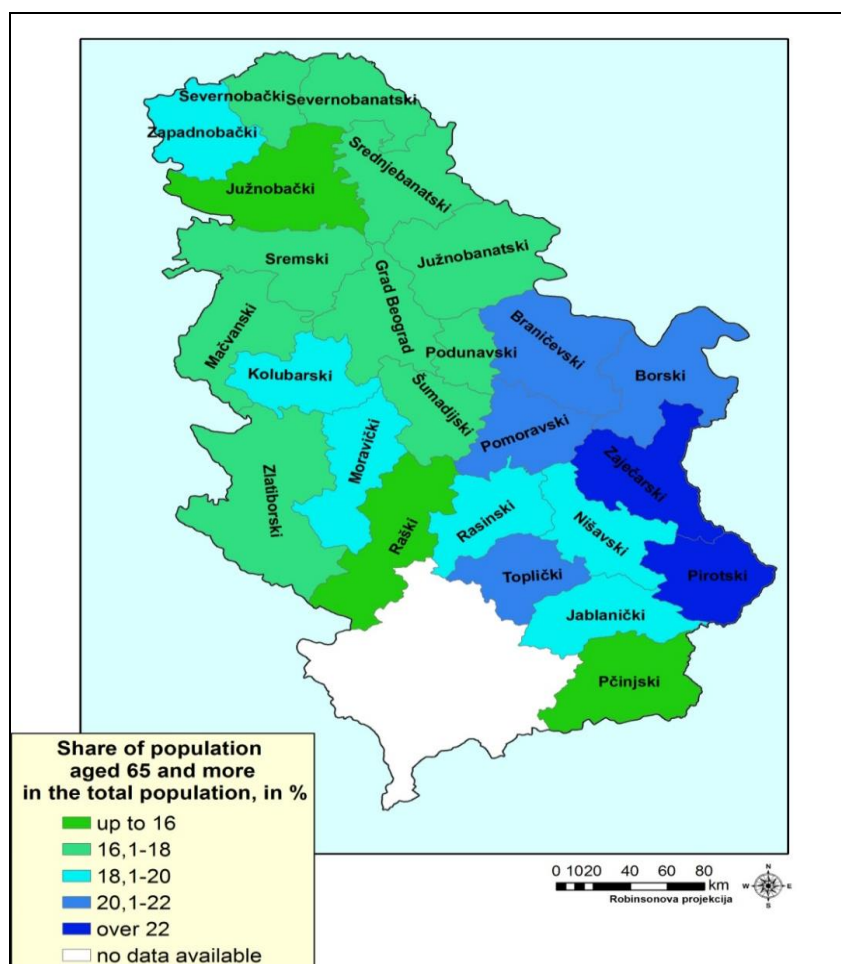 Severnobački
Severnobanatski
Zapadnobački
Srednjebanatski
Južnobački
Sremski
Južnobanatski
Grad Beograd
Mačvanski
Podunavski
Braničevski
Borski
Kolubarski
Šumadijski
Pomoravski
Moravički
Zaječarski
Zlatiborski
Raški
Rasinski
Nišavski
Toplički
Pirotski
Jablanički
Pčinjski
Share of population
aged 65 and more
in the total population, in %
up to 16
16,1-18
18,1-20
20,1-22
over 22
no data available
0 10 20 40 60 80
km
Robinsonova projekcija
N
W E
S